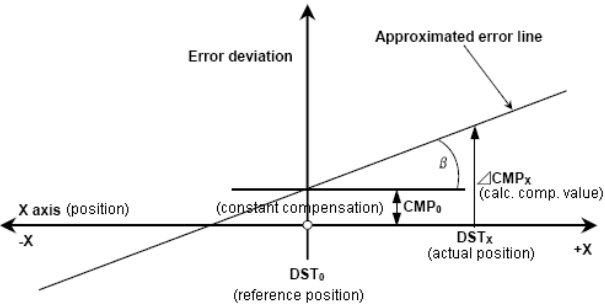 Approximated error line
Error deviation
β
⊿CMPx
(calc. comp. value)
X axis (position)
(constant compensation)
CMP₀
-X
DSTx
+X
(actual position)
DST₀
(reference position)